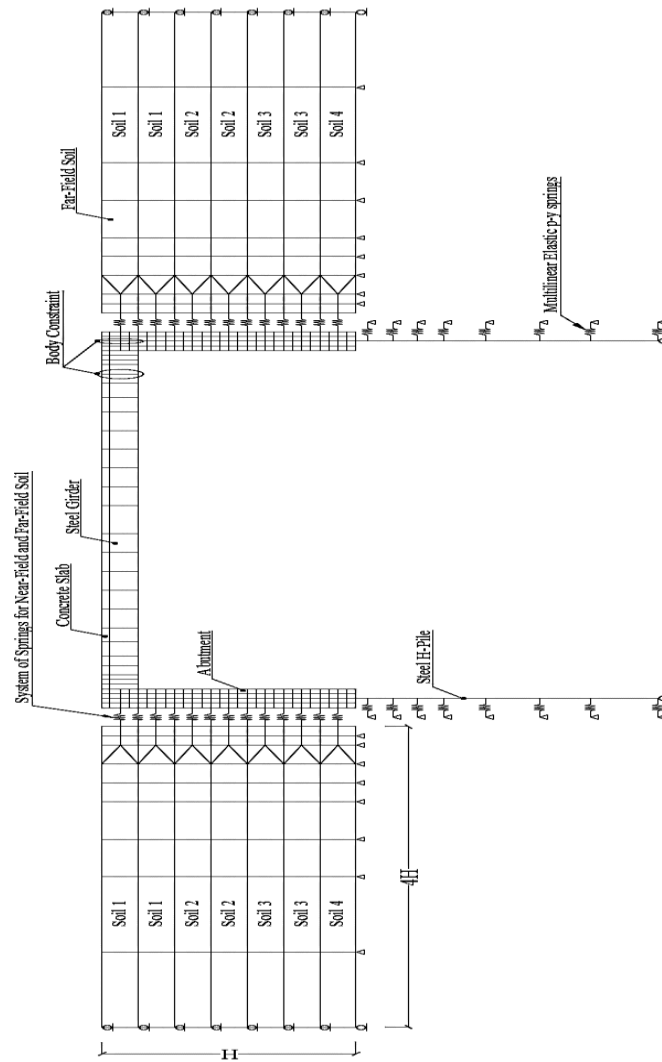 System of Springs for Near-Field and Far-Field Soil
Body Constraint
Concrete Slab
Far-Field Soil
Steel Girder
Soil 1
Soil 1
Soil 1
Soil 1
Soil 2
Soil 2
Abutment
H
Soil 2
Soil 2
Soil 3
Soil 3
Soil 3
Soil 3
Soil 4
Soil 4
4H
Steel H-Pile
Multilinear Elastic p-y springs